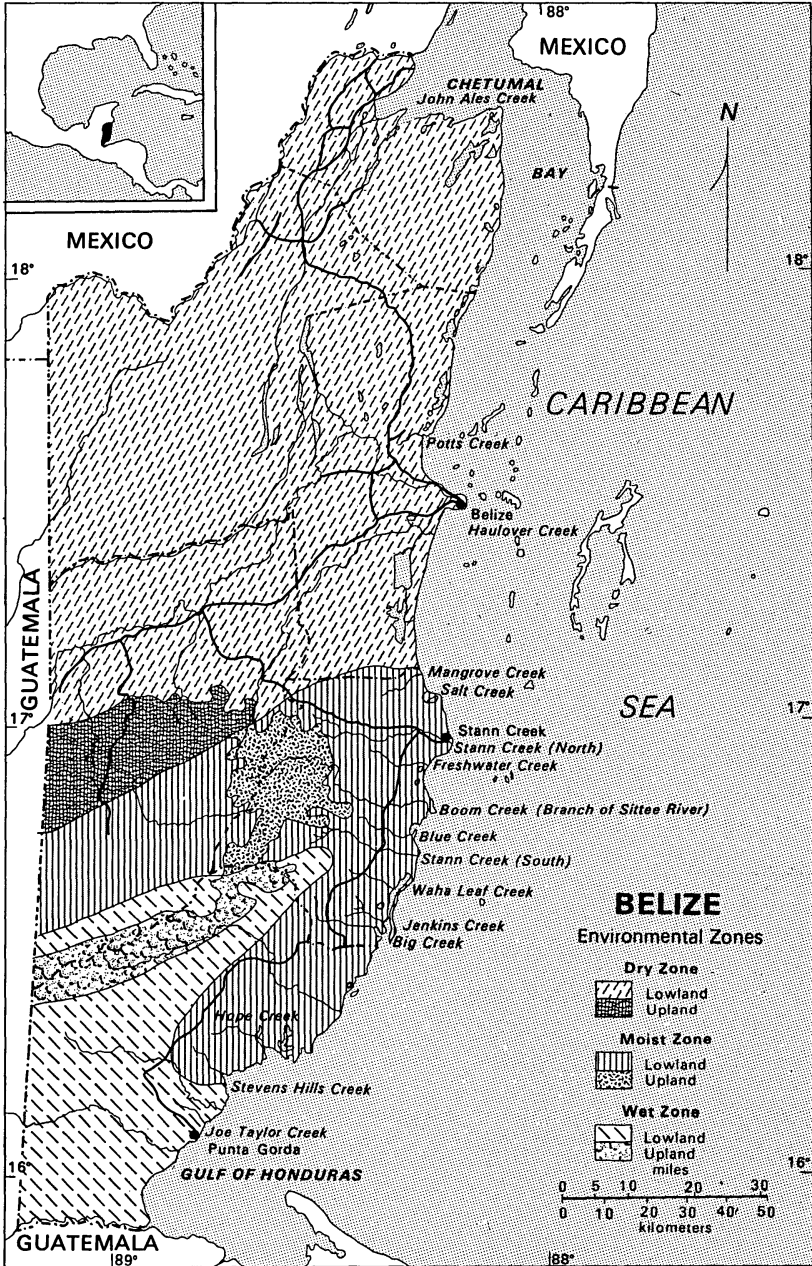 88°
MEXICO
CHETUMAL
John Ales Creek
N
BAY
MEXICO
18°
18°
CARIBBEAN
Potts Creek
Belize
Haulover Creek
GUATEMALA
Mangrove Creek
Salt Creek
SEA
17°
17°
Stann Creek
Stann Creek (North)
Freshwater Creek
Boom Creek (Branch of Sittee River)
Blue Creek
Stann Creek (South)
Waha Leaf Creek
Jenkins Creek
Big Creek
BELIZE
Environmental Zones
Dry Zone
Lowland
Upland
Moist Zone
Lowland
Upland
Wet Zone
Lowland
Upland
Hope Creek
Stevens Hills Creek
Joe Taylor Creek
Punta Gorda
16°
GULF OF HONDURAS
16°
miles
0 5 10 20 30
0 10 20 30 40 50
kilometers
GUATEMALA
89°
88°